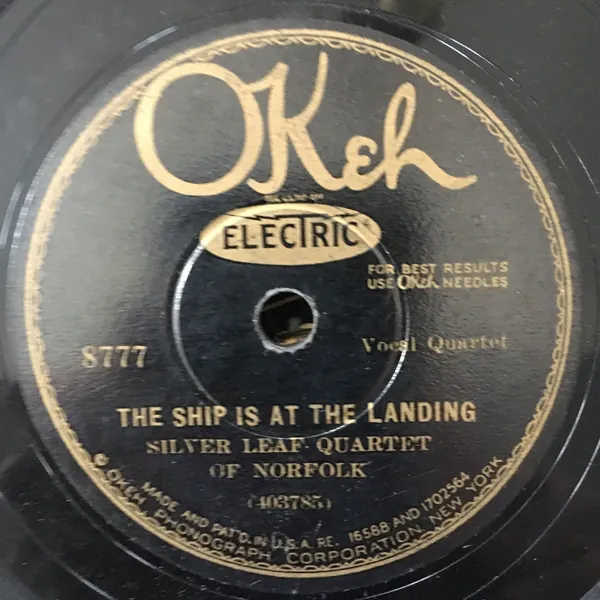 OKeh
ELECTRIC
FOR BEST RESULTS
USE OKeh NEEDLES
8777
Vocal Quartet
THE SHIP IS AT THE LANDING
SILVER LEAF QUARTET
OF NORFOLK
(403785)
MADE AND PAT'D. IN U.S.A. RE. 16588 AND 1702564
© OKEH PHONOGRAPH CORPORATION, NEW YORK